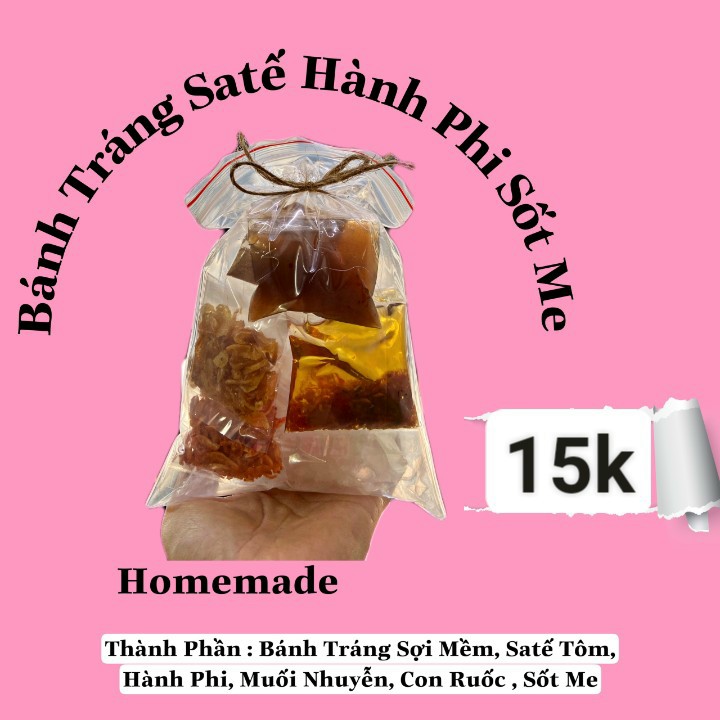 Bánh Tráng Satế Hành Phi Sốt Me
15k
Homemade
Thành Phần : Bánh Tráng Sợi Mềm, Satế Tôm,
Hành Phi, Muối Nhuyễn, Con Ruốc , Sốt Me